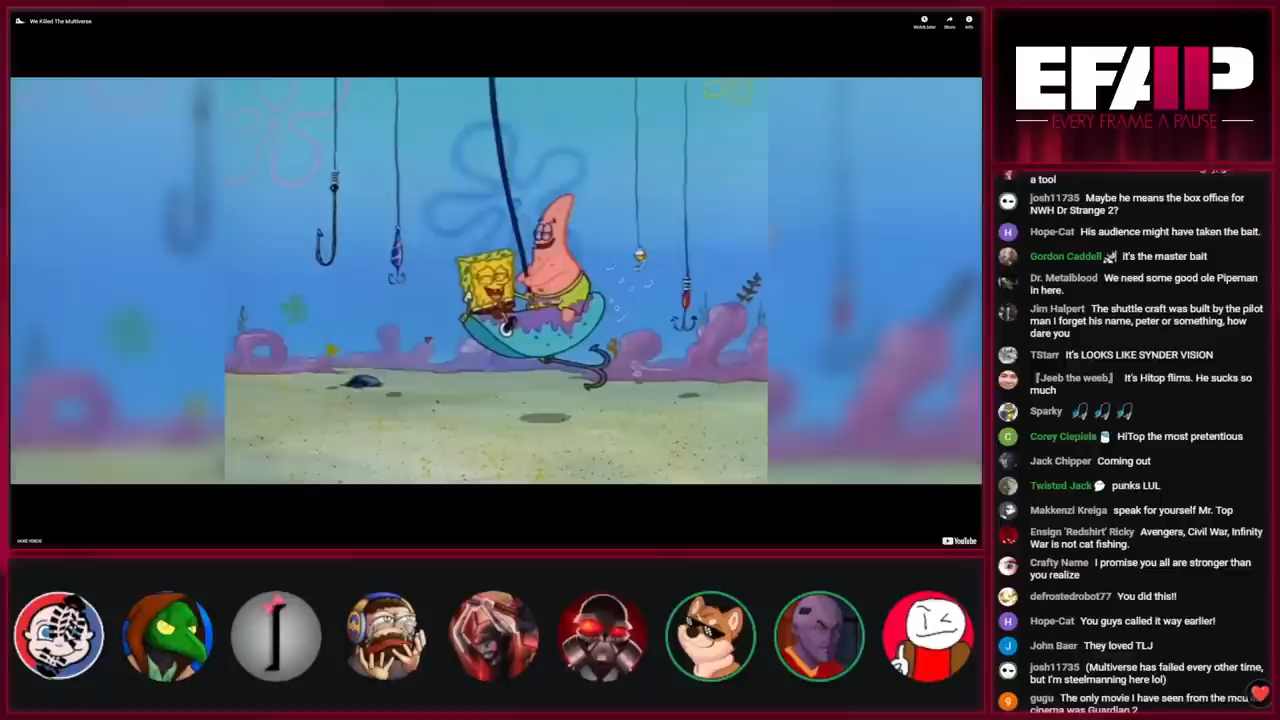 We Killed The Multiverse
Watch later
Share
Info
MORE VIDEOS
YouTube
EFAP
EVERY FRAME A PAUSE
a tool
josh11735 Maybe he means the box office for
NWH Dr Strange 2?
Hope-Cat His audience might have taken the bait.
Gordon Caddell it's the master bait
Dr. Metalblood We need some good ole Pipeman
in here.
Jim Halpert The shuttle craft was built by the pilot
man I forget his name, peter or something, how
dare you
TStarr It's LOOKS LIKE SYNDER VISION
『Jeeb the weeb』 It's Hitop flims. He sucks so
much
Sparky
Corey Clepiela HiTop the most pretentious
Jack Chipper Coming out
Twisted Jack punks LUL
Makkenzi Kreiga speak for yourself Mr. Top
Ensign 'Redshirt' Ricky Avengers, Civil War, Infinity
War is not cat fishing.
Crafty Name I promise you all are stronger than
you realize
defrostedrobot77 You did this!!
Hope-Cat You guys called it way earlier!
John Baer They loved TLJ
josh11735 (Multiverse has failed every other time,
but I'm steelmanning here lol)
gugu The only movie I have seen from the mcu
cinema was Guardian 2